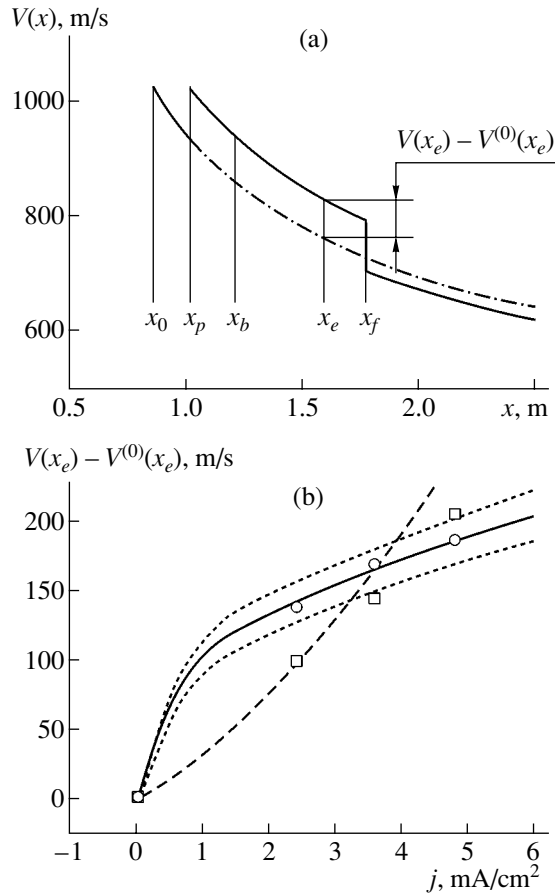 V(x), m/s
(a)
1000
V(x_e) – V^(0)(x_e)
800
x_0 x_p x_b x_e x_f
600
0.5 1.0 1.5 2.0 x, m
V(x_e) – V^(0)(x_e), m/s
(b)
200
150
100
50
0
–1 0 1 2 3 4 5 6
j, mA/cm^2